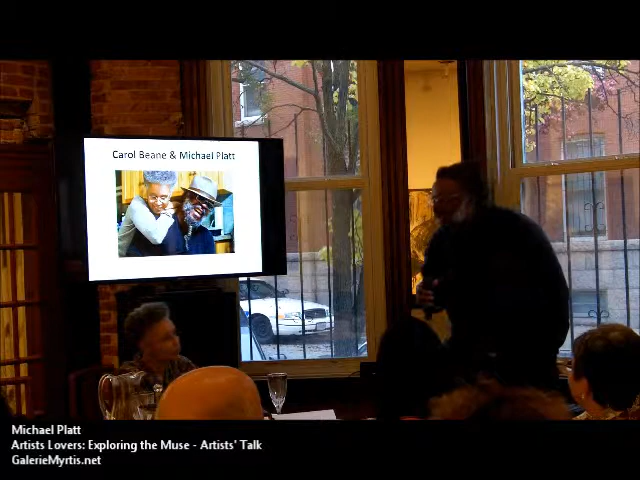 Carol Beane & Michael Platt
Michael Platt
Artists Lovers: Exploring the Muse - Artists' Talk
GalerieMyrtis.net